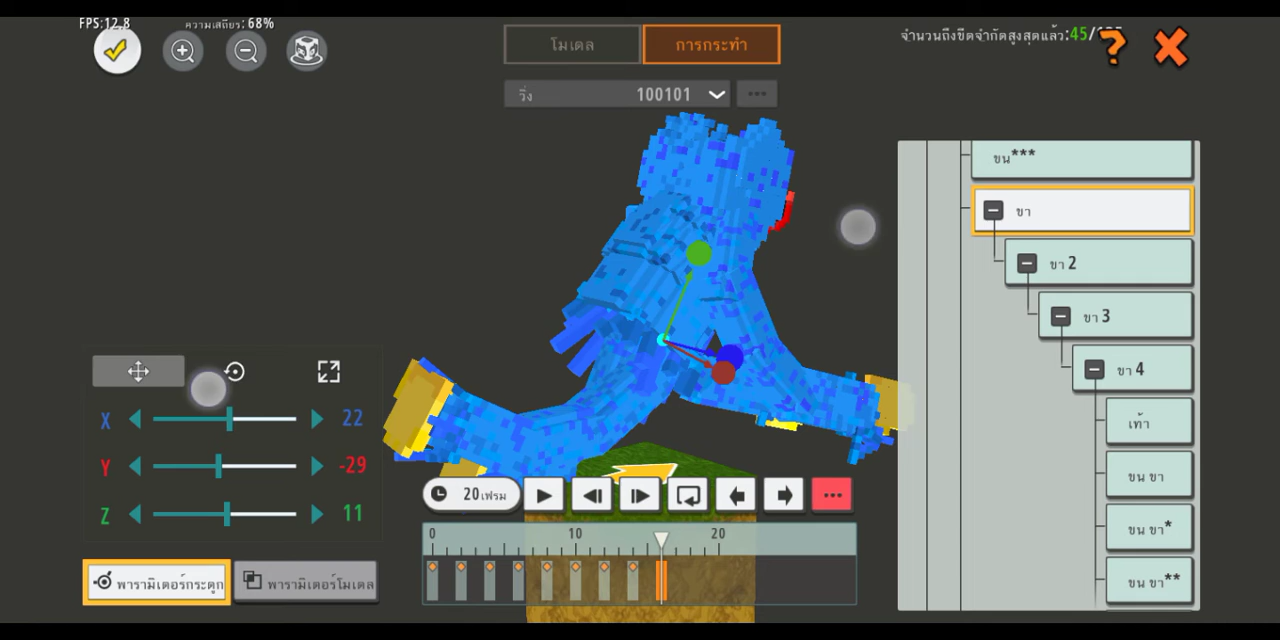 FPS:12.8
ความเสถียร:68%
โมเดล
การกระทำ
จำนวนถึงขีดจำกัดสูงสุดแล้ว:45/
วิ่ง 100101
ขน***
ขา
ขา 2
ขา 3
ขา 4
เท้า
ขน ขา
ขน ขา*
ขน ขา**
X 22
Y -29
Z 11
พารามิเตอร์กระดูก
พารามิเตอร์โมเดล
20เฟรม
0 10 20